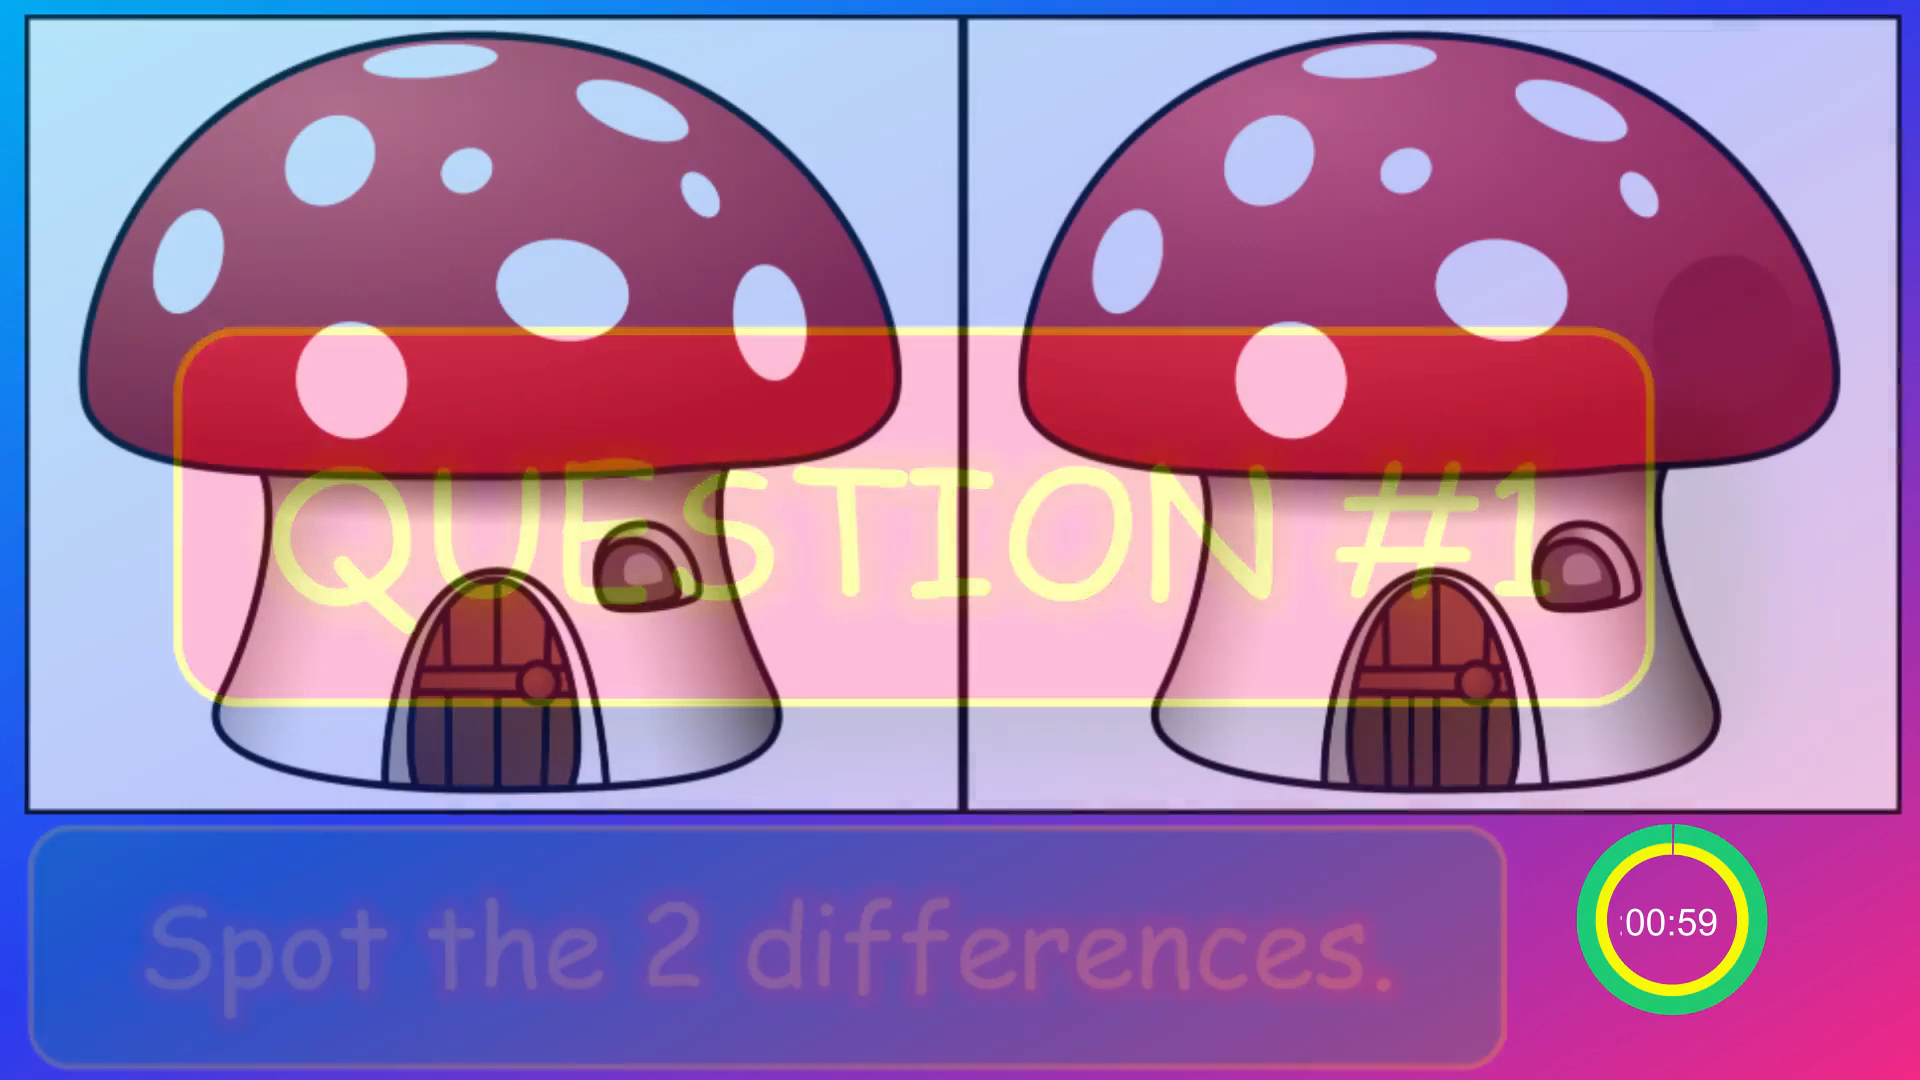 QUESTION #1
Spot the 2 differences.
:00:59